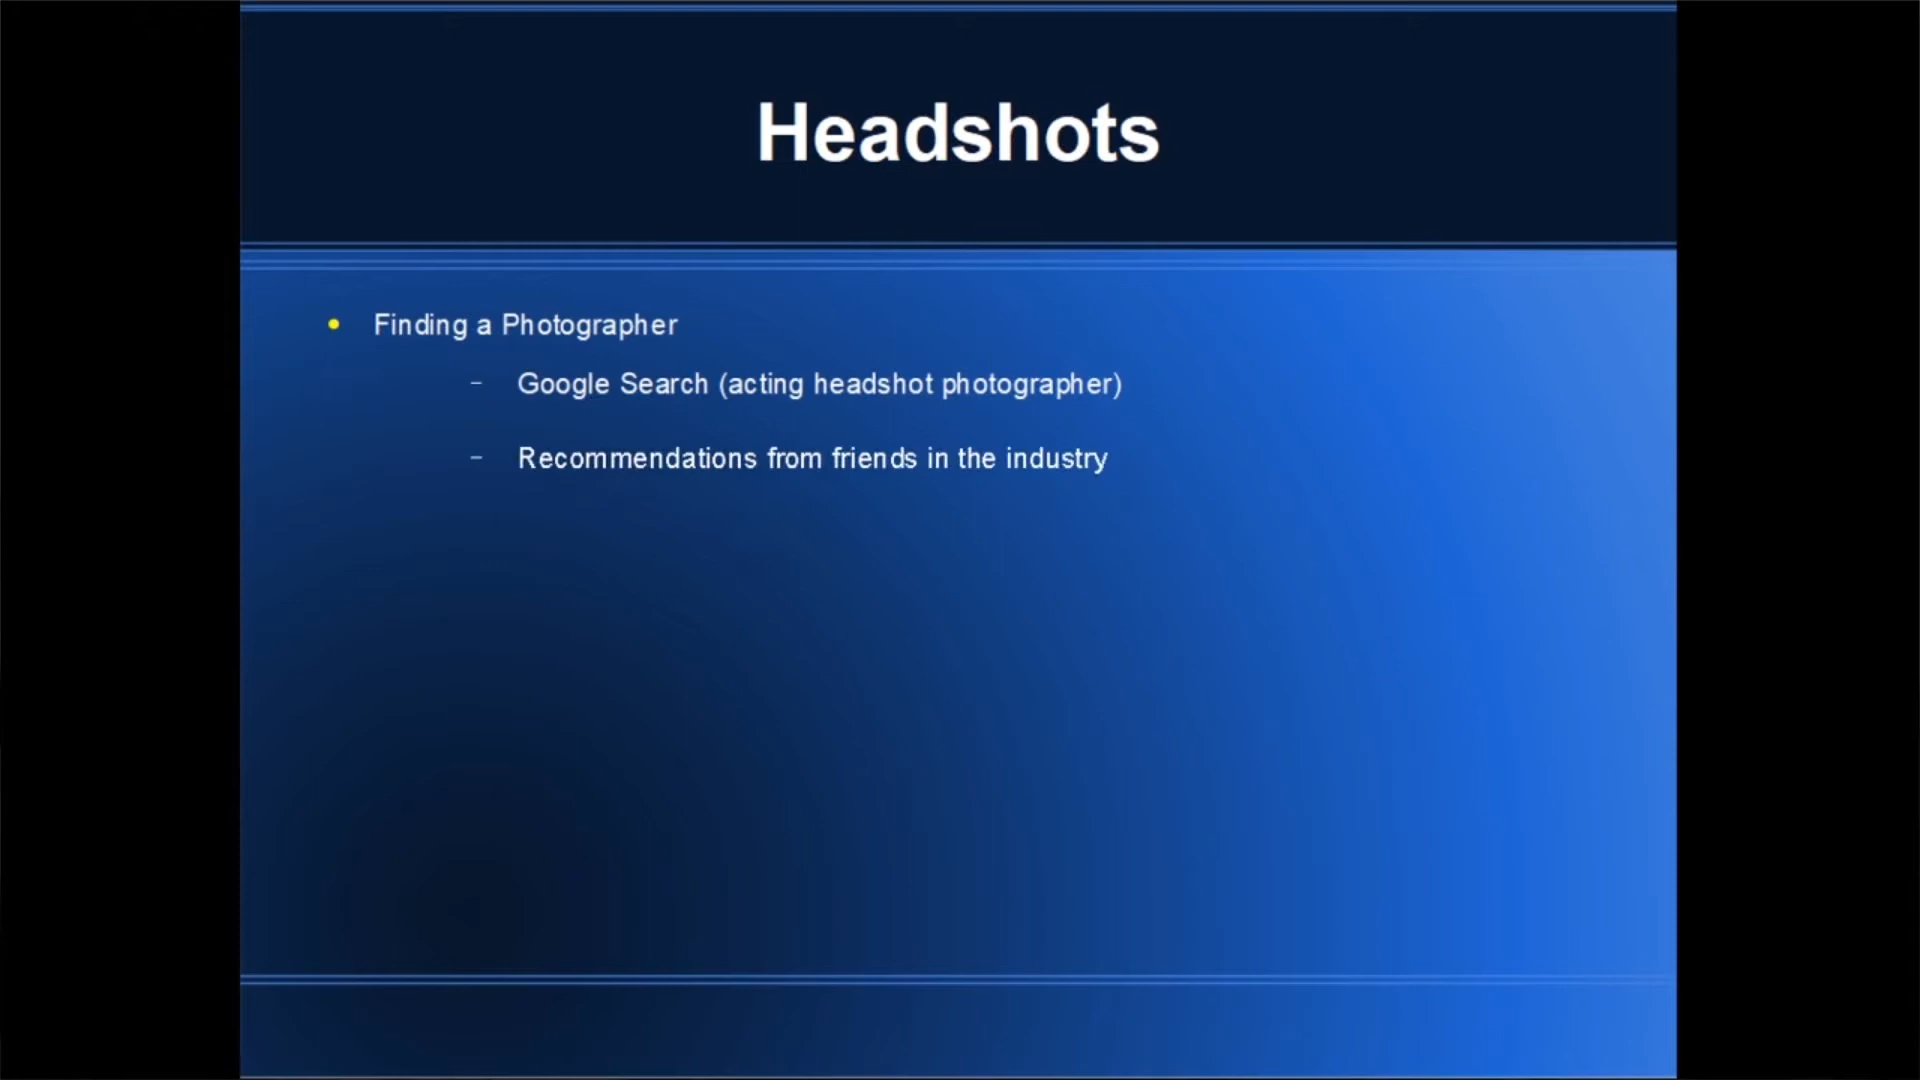 Headshots
• Finding a Photographer
– Google Search (acting headshot photographer)
– Recommendations from friends in the industry